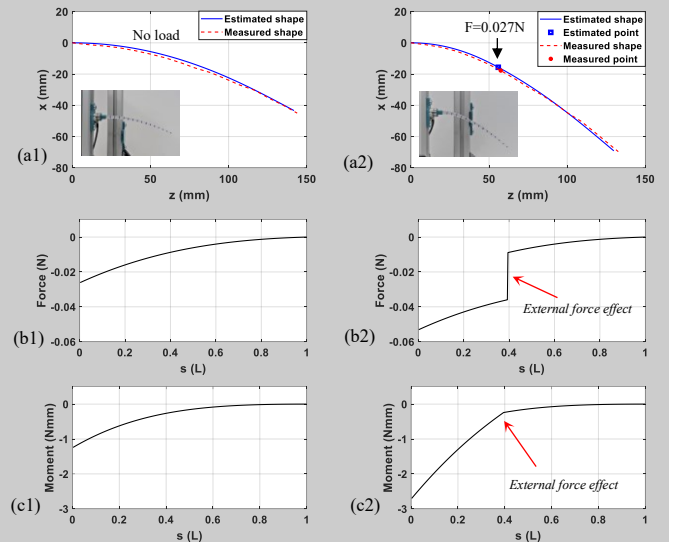 20
0
-20
-40
-60
-80
0
50
100
150
x (mm)
z (mm)
No load
Estimated shape
Measured shape
(a1)
20
0
-20
-40
-60
-80
0
50
100
150
x (mm)
z (mm)
F=0.027N
Estimated shape
Estimated point
Measured shape
Measured point
(a2)
0
-0.02
-0.04
-0.06
0
0.2
0.4
0.6
0.8
1
Force (N)
s (L)
(b1)
0
-0.02
-0.04
-0.06
0
0.2
0.4
0.6
0.8
1
Force (N)
s (L)
External force effect
(b2)
0
-1
-2
-3
0
0.2
0.4
0.6
0.8
1
Moment (Nmm)
s (L)
(c1)
0
-1
-2
-3
0
0.2
0.4
0.6
0.8
1
Moment (Nmm)
s (L)
External force effect
(c2)